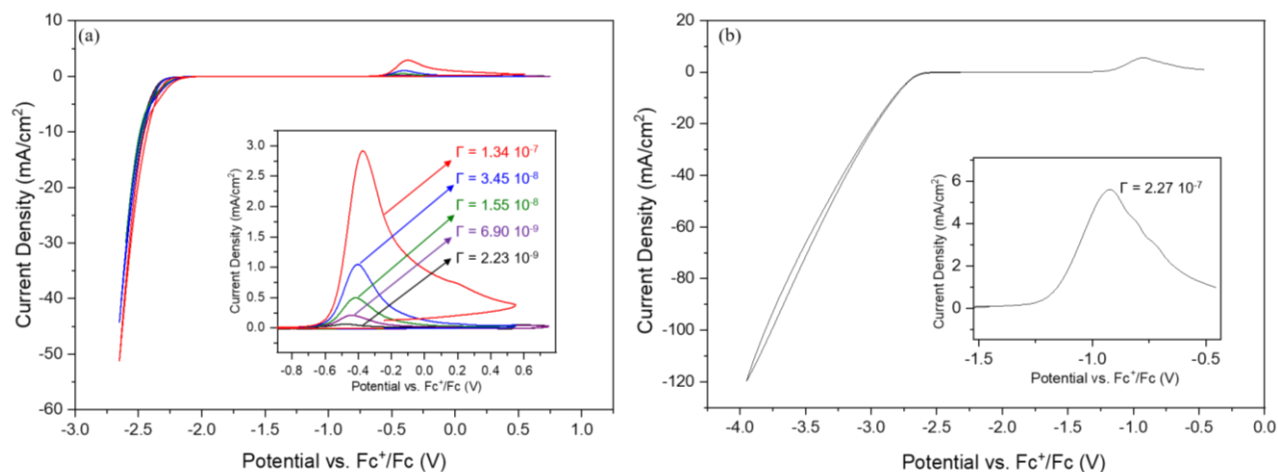 (a)
10
0
-10
-20
-30
-40
-50
-60
-3.0 -2.5 -2.0 -1.5 -1.0 -0.5 0.0 0.5 1.0
Current Density (mA/cm²)
Potential vs. Fc⁺/Fc (V)
3.0
2.5
2.0
1.5
1.0
0.5
0.0
-0.8 -0.6 -0.4 -0.2 0.0 0.2 0.4 0.6
Current Density (mA/cm²)
Potential vs. Fc⁺/Fc (V)
Γ = 1.34 10⁻⁷
Γ = 3.45 10⁻⁸
Γ = 1.55 10⁻⁸
Γ = 6.90 10⁻⁹
Γ = 2.23 10⁻⁹
(b)
20
0
-20
-40
-60
-80
-100
-120
-4.0 -3.5 -3.0 -2.5 -2.0 -1.5 -1.0 -0.5 0.0
Current Density (mA/cm²)
Potential vs. Fc⁺/Fc (V)
6
4
2
0
-1.5 -1.0 -0.5
Current Density (mA/cm²)
Potential vs. Fc⁺/Fc (V)
Γ = 2.27 10⁻⁷